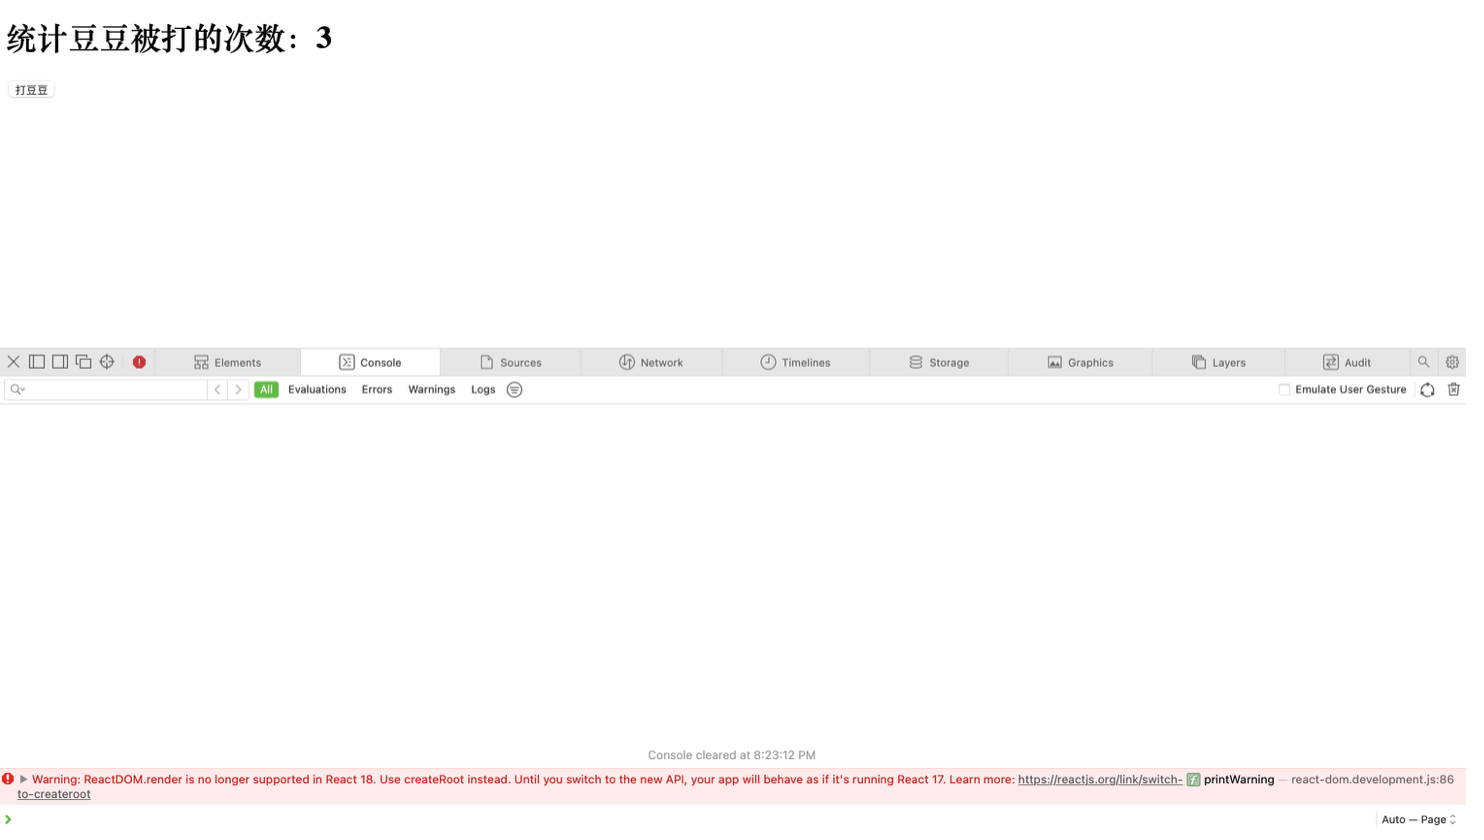 统计豆豆被打的次数：3
打豆豆
Elements Console Sources Network Timelines Storage Graphics Layers Audit
All Evaluations Errors Warnings Logs Emulate User Gesture
Console cleared at 8:23:12 PM
Warning: ReactDOM.render is no longer supported in React 18. Use createRoot instead. Until you switch to the new API, your app will behave as if it's running React 17. Learn more: https://reactjs.org/link/switch- f printWarning — react-dom.development.js:86
to-createroot
Auto — Page